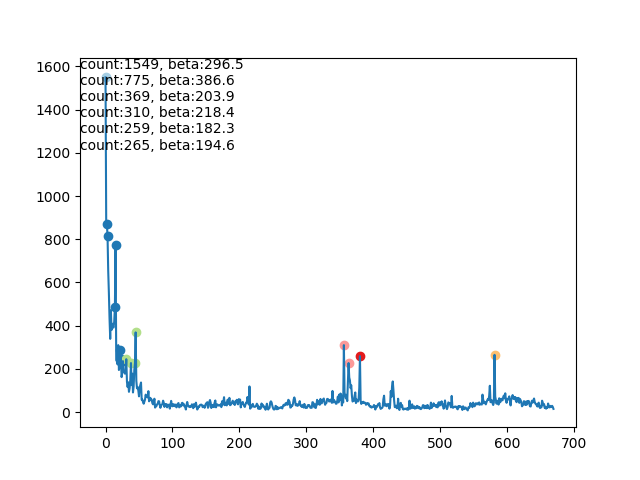 count:1549, beta:296.5
count:775, beta:386.6
count:369, beta:203.9
count:310, beta:218.4
count:259, beta:182.3
count:265, beta:194.6
1600
1400
1200
1000
800
600
400
200
0
0 100 200 300 400 500 600 700